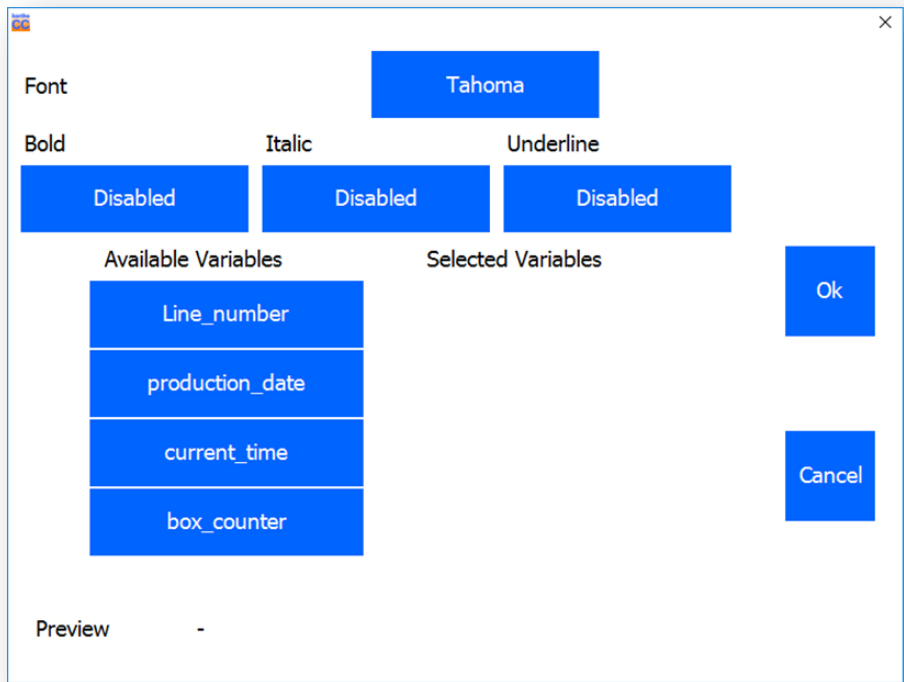 CC
Font
Tahoma
Bold
Italic
Underline
Disabled
Disabled
Disabled
Available Variables
Selected Variables
Line_number
production_date
current_time
box_counter
Ok
Cancel
Preview
-